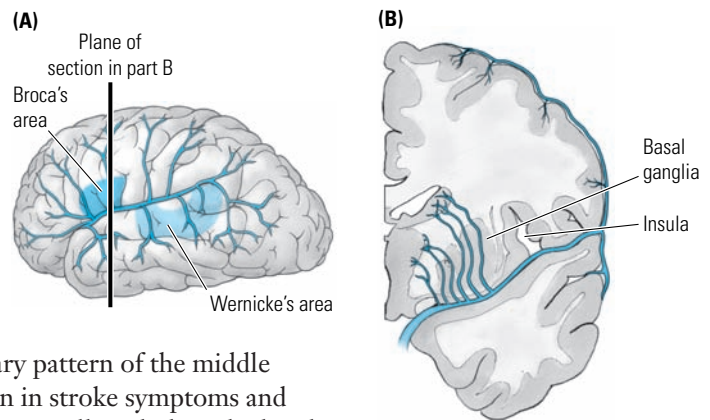 (A)
Plane of
section in part B
Broca's
area
Wernicke's area
(B)
Basal
ganglia
Insula
ary pattern of the middle
n in stroke symptoms and